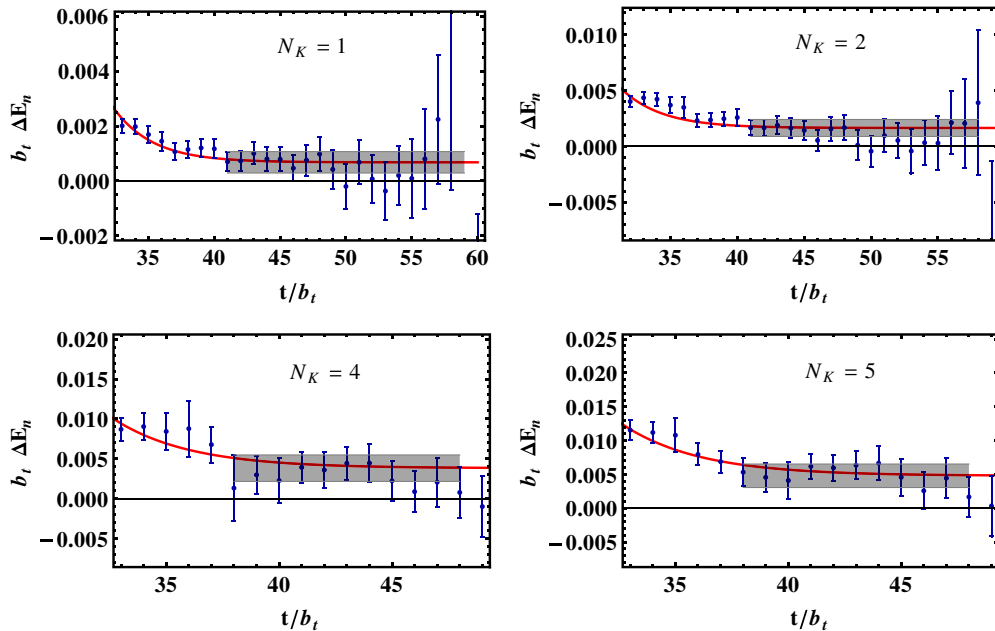 0.006
0.004
0.002
0.000
−0.002
N_K = 1
b_t ΔE_n
35 40 45 50 55 60
t/b_t
0.010
0.005
0.000
−0.005
N_K = 2
b_t ΔE_n
35 40 45 50 55
t/b_t
0.020
0.015
0.010
0.005
0.000
−0.005
N_K = 4
b_t ΔE_n
35 40 45
t/b_t
0.025
0.020
0.015
0.010
0.005
0.000
−0.005
N_K = 5
b_t ΔE_n
35 40 45
t/b_t